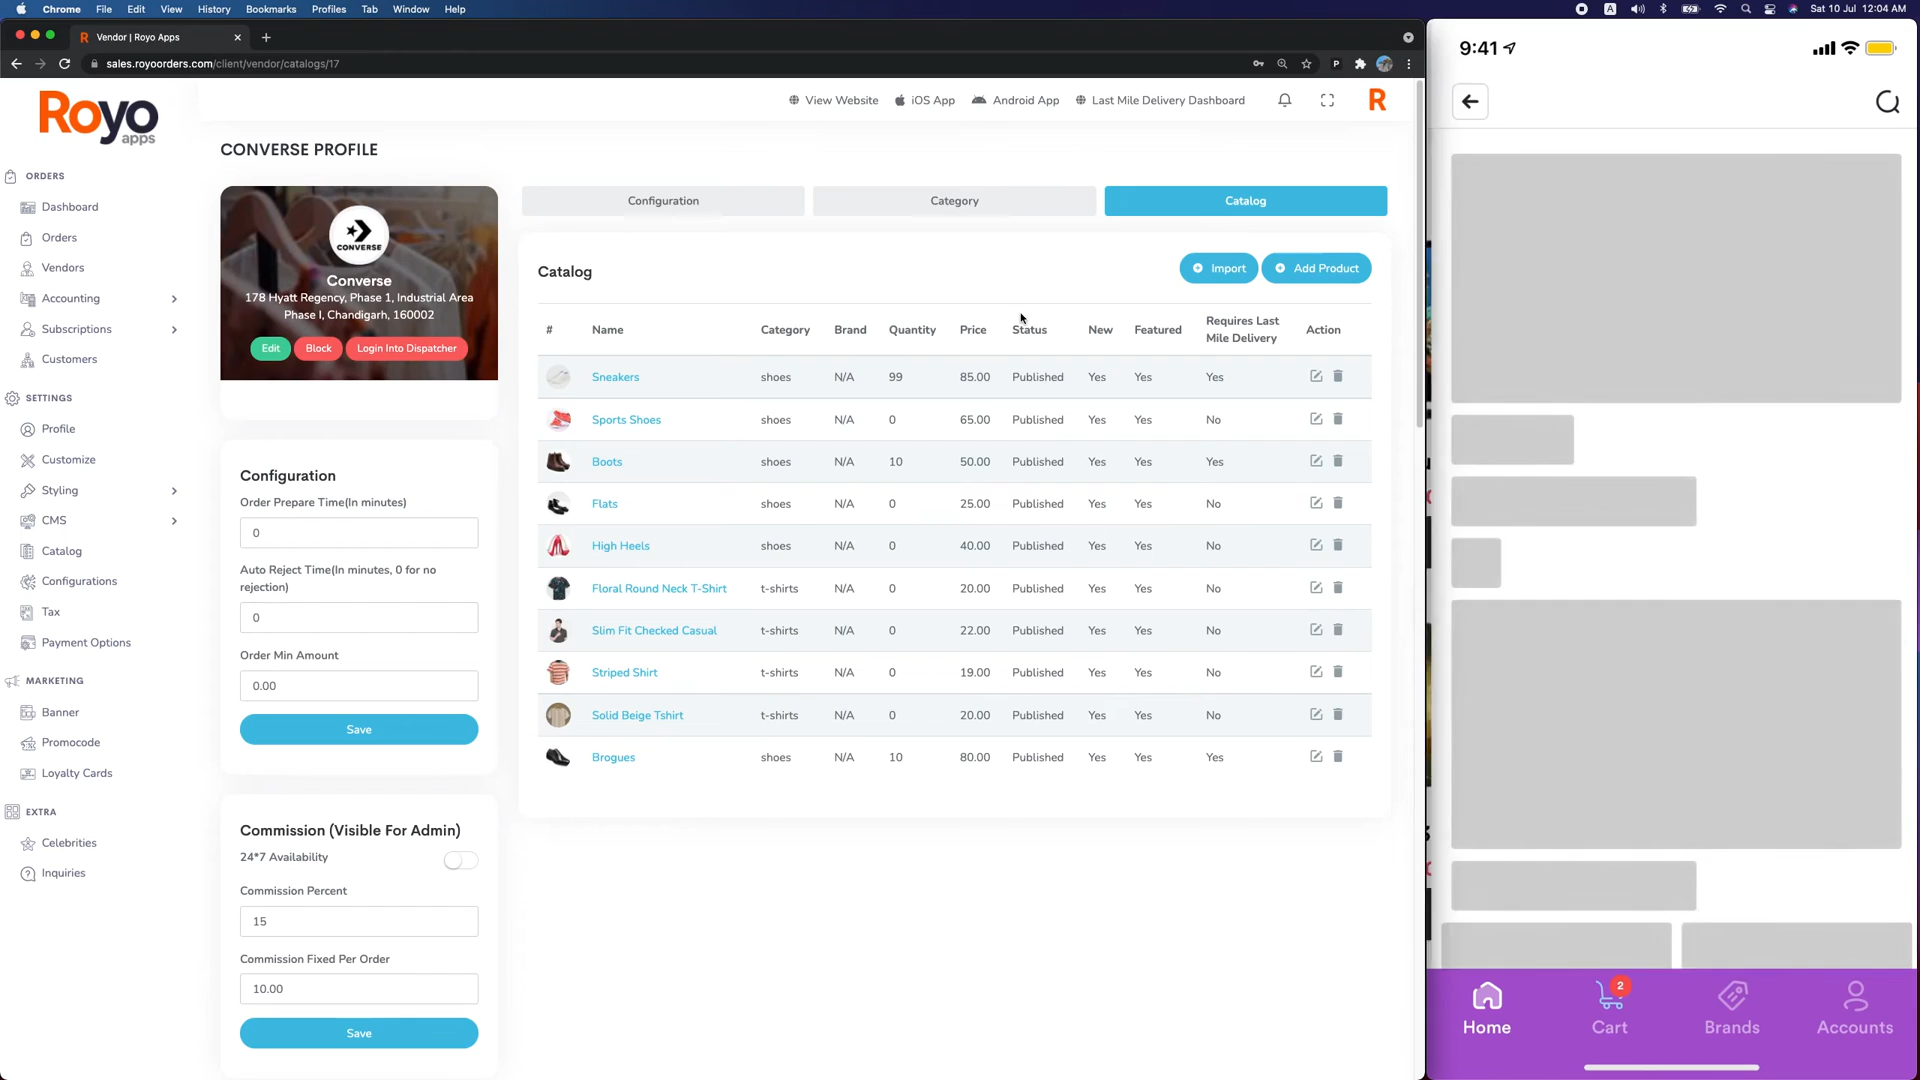 Chrome File Edit View History Bookmarks Profiles Tab Window Help
A
Sat 10 Jul 12:04 AM
R Vendor | Royo Apps
sales.royoorders.com/client/vendor/catalogs/17
P
Royo
apps
View Website iOS App Android App Last Mile Delivery Dashboard
R
ORDERS
Dashboard
Orders
Vendors
Accounting
Subscriptions
Customers
SETTINGS
Profile
Customize
Styling
CMS
Catalog
Configurations
Tax
Payment Options
MARKETING
Banner
Promocode
Loyalty Cards
EXTRA
Celebrities
Inquiries
CONVERSE PROFILE
CONVERSE
Converse
178 Hyatt Regency, Phase 1, Industrial Area
Phase I, Chandigarh, 160002
Edit Block Login Into Dispatcher
Configuration
Order Prepare Time(In minutes)
0
Auto Reject Time(In minutes, 0 for no
rejection)
0
Order Min Amount
0.00
Save
Commission (Visible For Admin)
24*7 Availability
Commission Percent
15
Commission Fixed Per Order
10.00
Save
Configuration Category Catalog
Catalog
Import Add Product
# Name Category Brand Quantity Price Status New Featured Requires Last Mile Delivery Action
Sneakers shoes N/A 99 85.00 Published Yes Yes Yes
Sports Shoes shoes N/A 0 65.00 Published Yes Yes No
Boots shoes N/A 10 50.00 Published Yes Yes Yes
Flats shoes N/A 0 25.00 Published Yes Yes No
High Heels shoes N/A 0 40.00 Published Yes Yes No
Floral Round Neck T-Shirt t-shirts N/A 0 20.00 Published Yes Yes No
Slim Fit Checked Casual t-shirts N/A 0 22.00 Published Yes Yes No
Striped Shirt t-shirts N/A 0 19.00 Published Yes Yes No
Solid Beige Tshirt t-shirts N/A 0 20.00 Published Yes Yes No
Brogues shoes N/A 10 80.00 Published Yes Yes Yes
9:41
2
Home Cart Brands Accounts